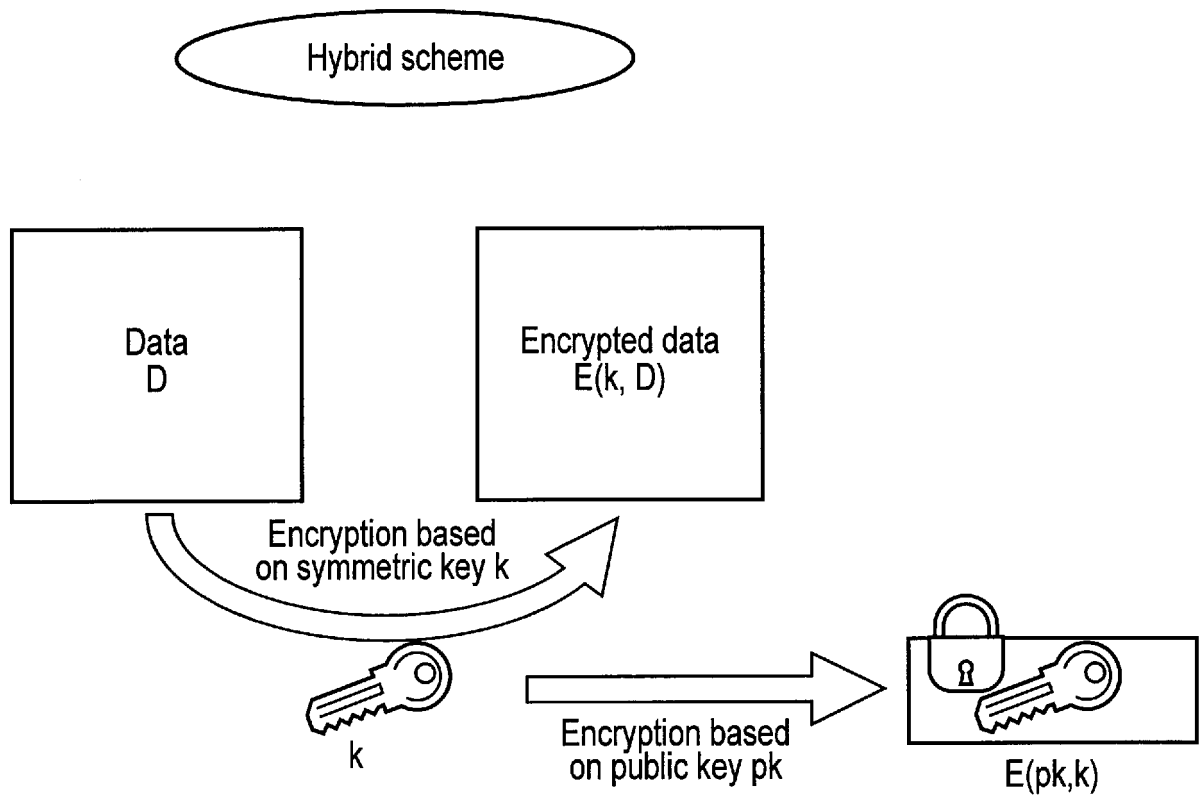 Hybrid scheme
Data
D
Encrypted data
E(k, D)
Encryption based
on symmetric key k
k
Encryption based
on public key pk
E(pk,k)